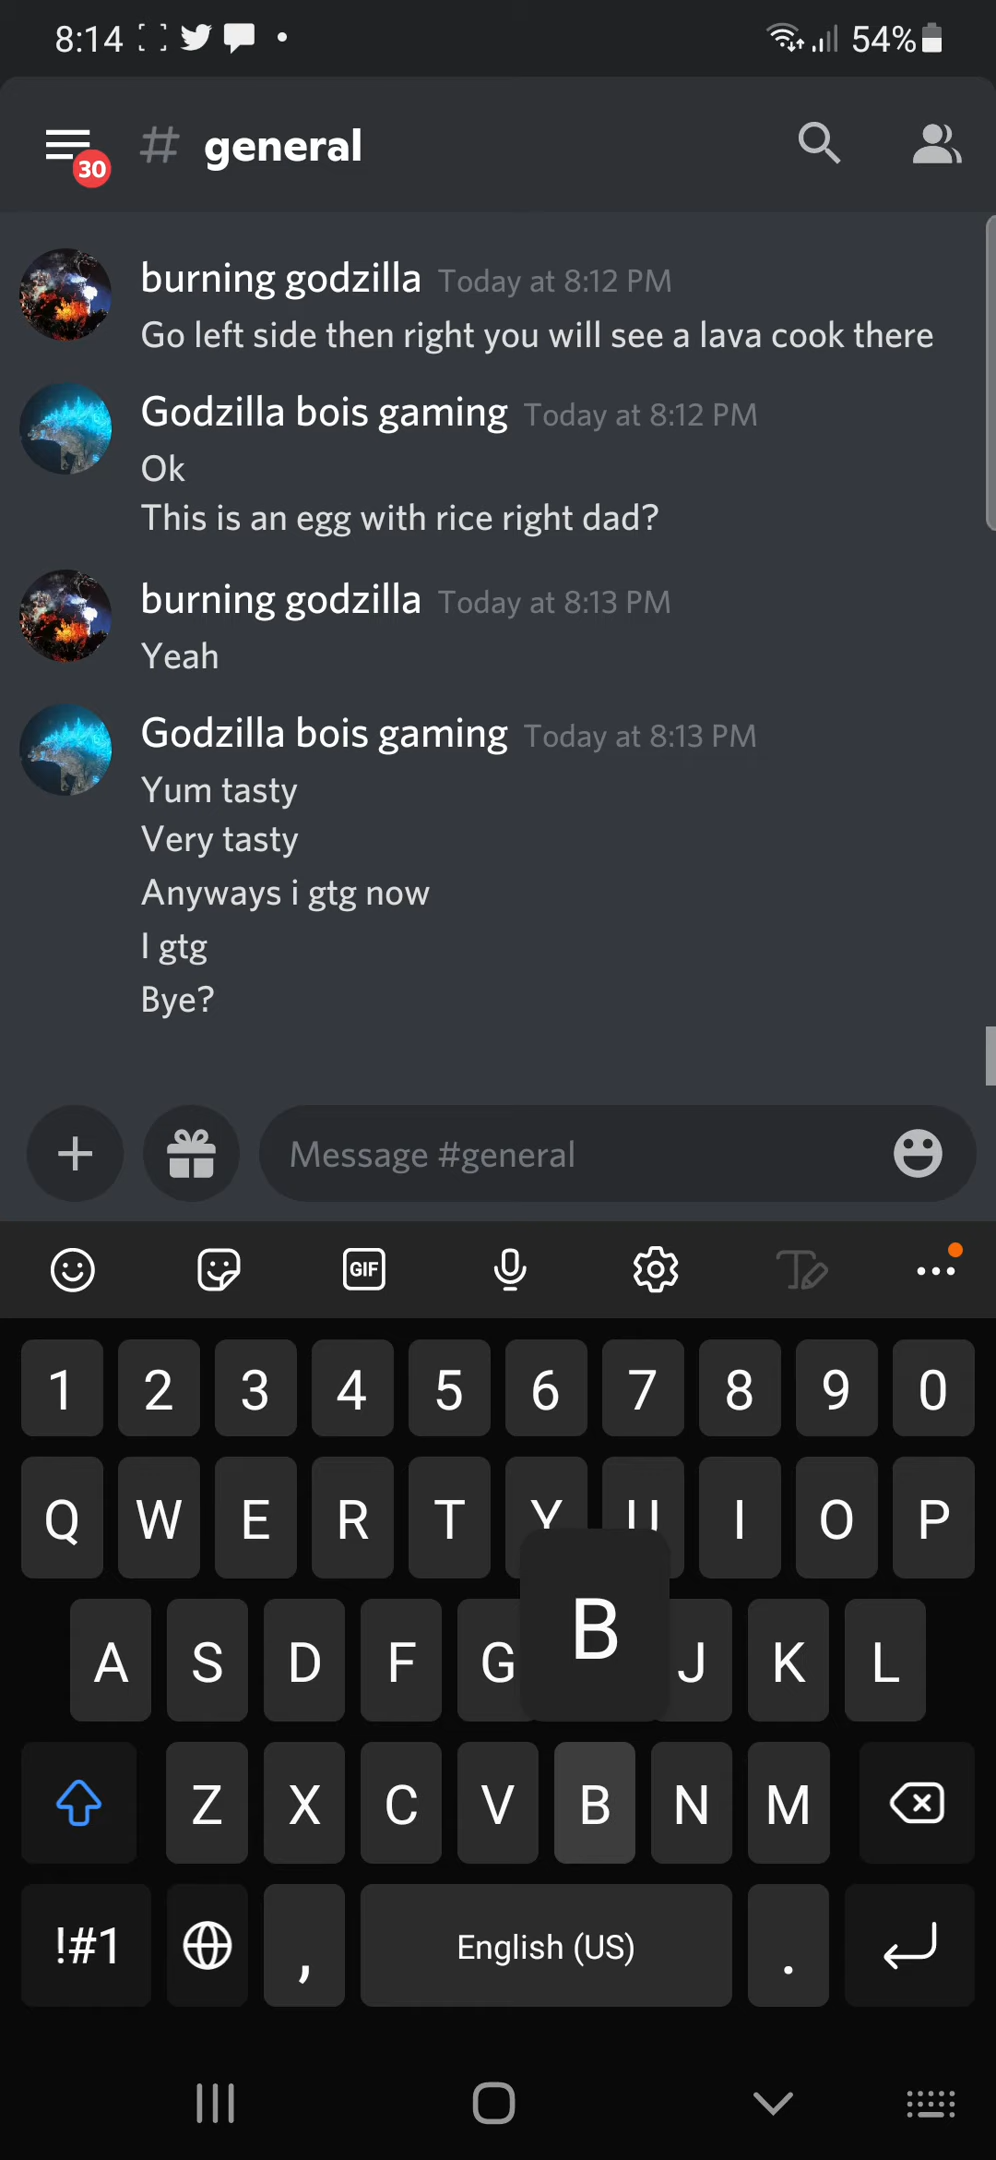 8:14 54%
30 # general
burning godzilla Today at 8:12 PM
Go left side then right you will see a lava cook there
Godzilla bois gaming Today at 8:12 PM
Ok
This is an egg with rice right dad?
burning godzilla Today at 8:13 PM
Yeah
Godzilla bois gaming Today at 8:13 PM
Yum tasty
Very tasty
Anyways i gtg now
I gtg
Bye?
Message #general
GIF T
1 2 3 4 5 6 7 8 9 0
Q W E R T Y U I O P
A S D F G B J K L
Z X C V B N M
!#1 , English (US) .